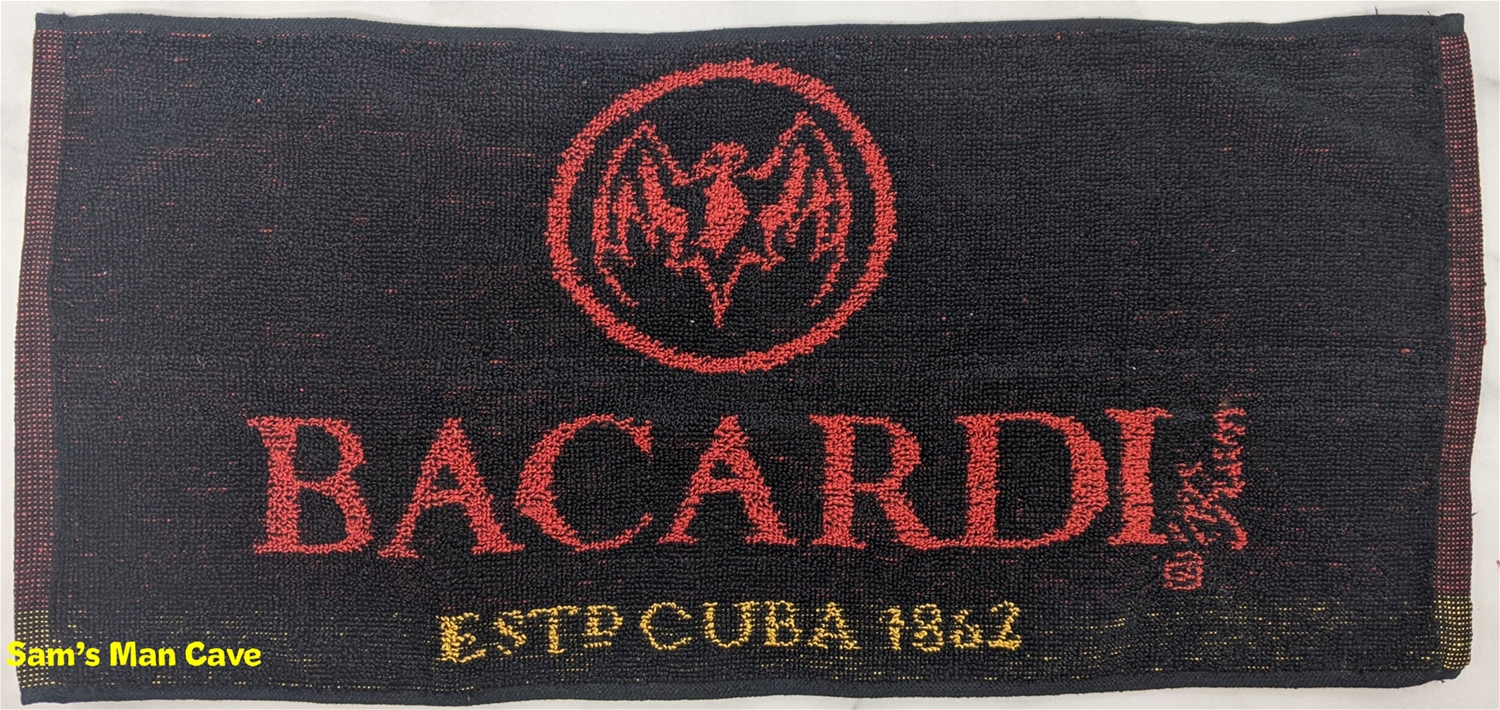 BACARDI
ESTD CUBA 1862
Sam's Man Cave